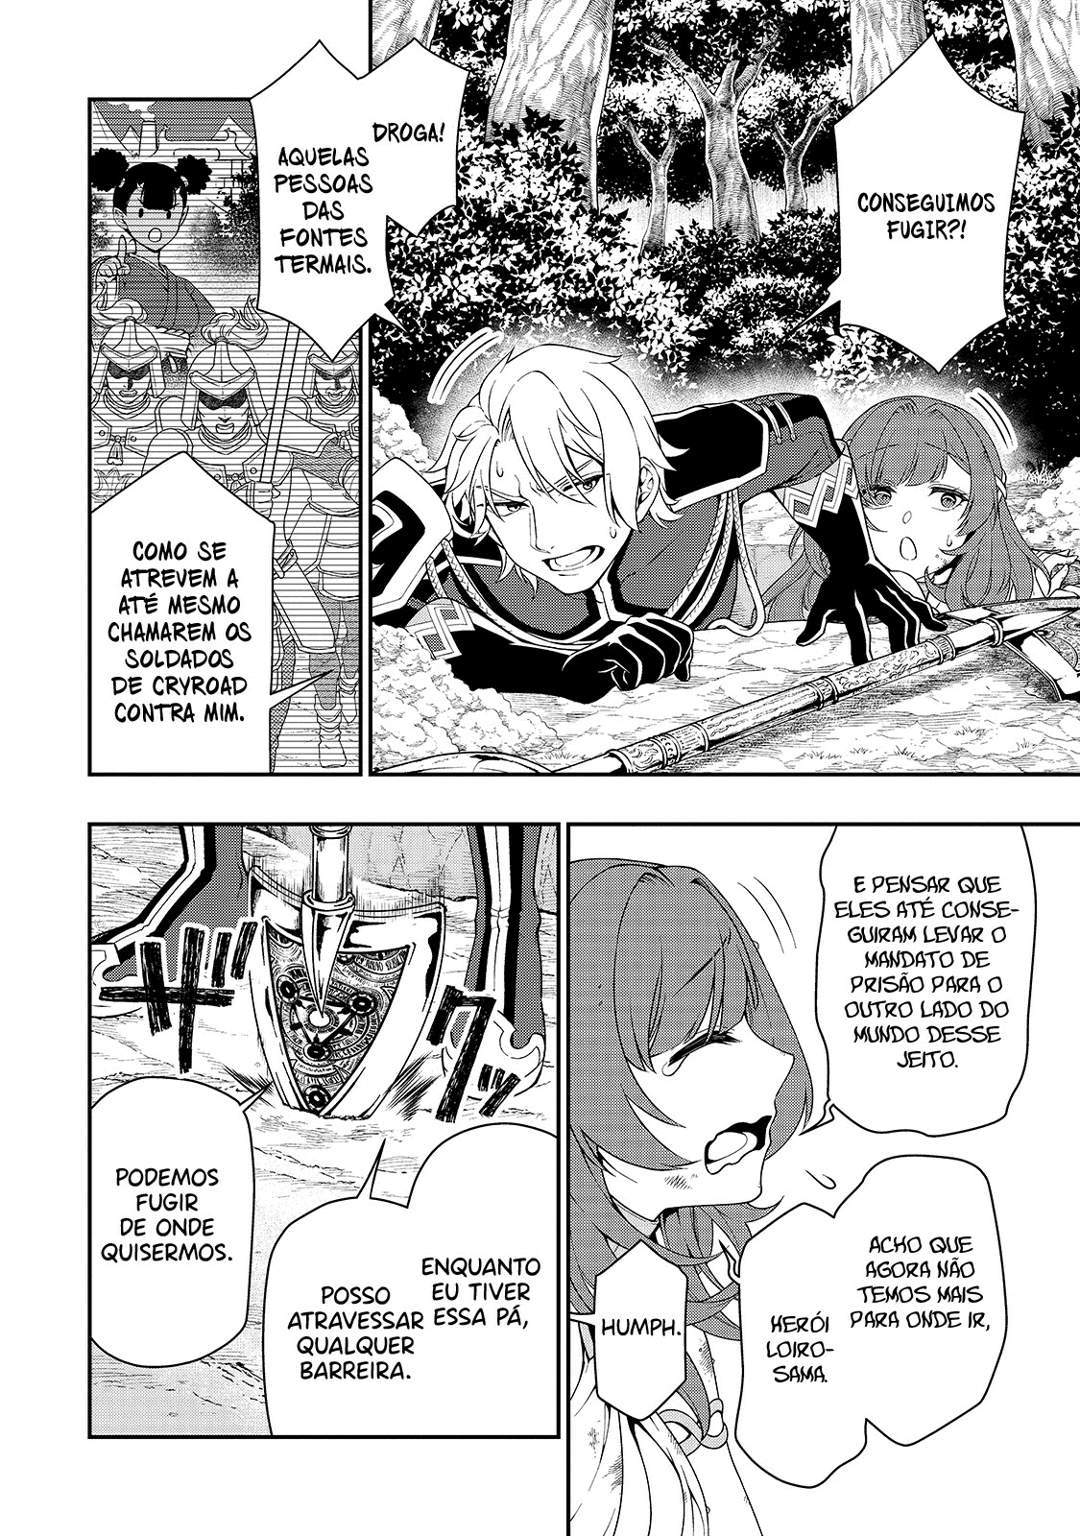 CONSEGUIMOS
FUGIR?!
DROGA!
AQUELAS
PESSOAS
DAS
FONTES
TERMAIS.
COMO SE
ATREVEM A
ATÉ MESMO
CHAMAREM OS
SOLDADOS
DE CRYROAD
CONTRA MIM.
E PENSAR QUE
ELES ATÉ CONSE-
GUIRAM LEVAR O
MANDATO DE
PRISÃO PARA O
OUTRO LADO DO
MUNDO DESSE
JEITO.
ACHO QUE
AGORA NÃO
TEMOS MAIS
PARA ONDE IR,
HERÓI
LOIRO-
SAMA.
HUMPH.
ENQUANTO
EU TIVER
ESSA PÁ,
POSSO
ATRAVESSAR
QUALQUER
BARREIRA.
PODEMOS
FUGIR
DE ONDE
QUISERMOS.